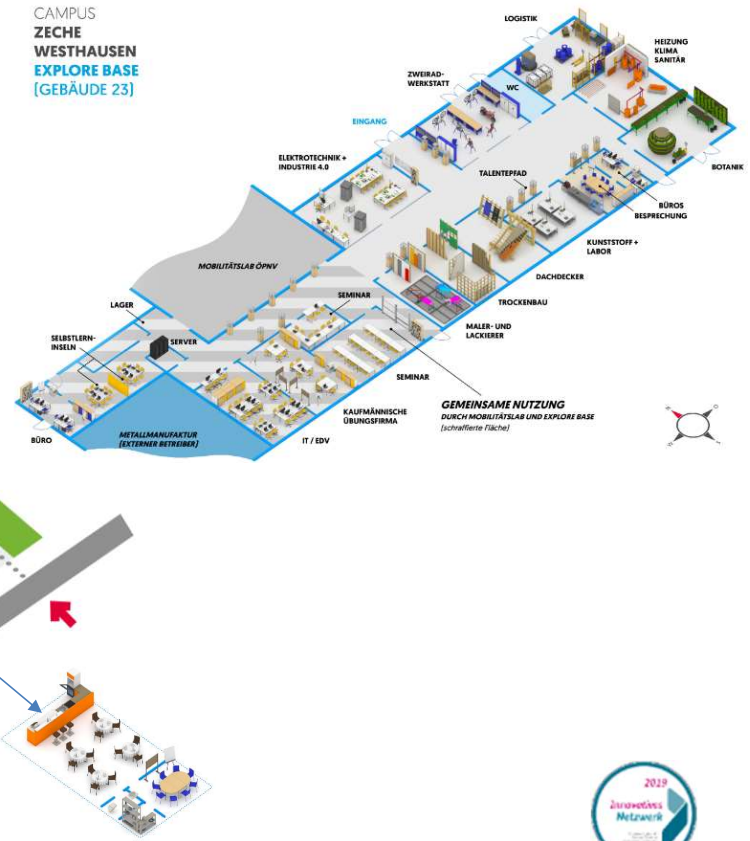 CAMPUS
ZECHE
WESTHAUSEN
EXPLORE BASE
[GEBÄUDE 23]
LOGISTIK
HEIZUNG
KLIMA
SANITÄR
ZWEIRAD-
WERKSTATT
WC
EINGANG
ELEKTROTECHNIK +
INDUSTRIE 4.0
BOTANIK
TALENTEPFAD
BÜROS
BESPRECHUNG
KUNSTSTOFF +
LABOR
MOBILITÄTSLAB ÖPNV
DACHDECKER
TROCKENBAU
LAGER
SEMINAR
MALER- UND
LACKIERER
SELBSTLERN-
INSELN
SERVER
SEMINAR
GEMEINSAME NUTZUNG
DURCH MOBILITÄTSLAB UND EXPLORE BASE
(schraffierte Fläche)
KAUFMÄNNISCHE
ÜBUNGSFIRMA
BÜRO
METALLMANUFAKTUR
[EXTERNER BETREIBER]
IT / EDV
2019
Innovatives
Netzwerk